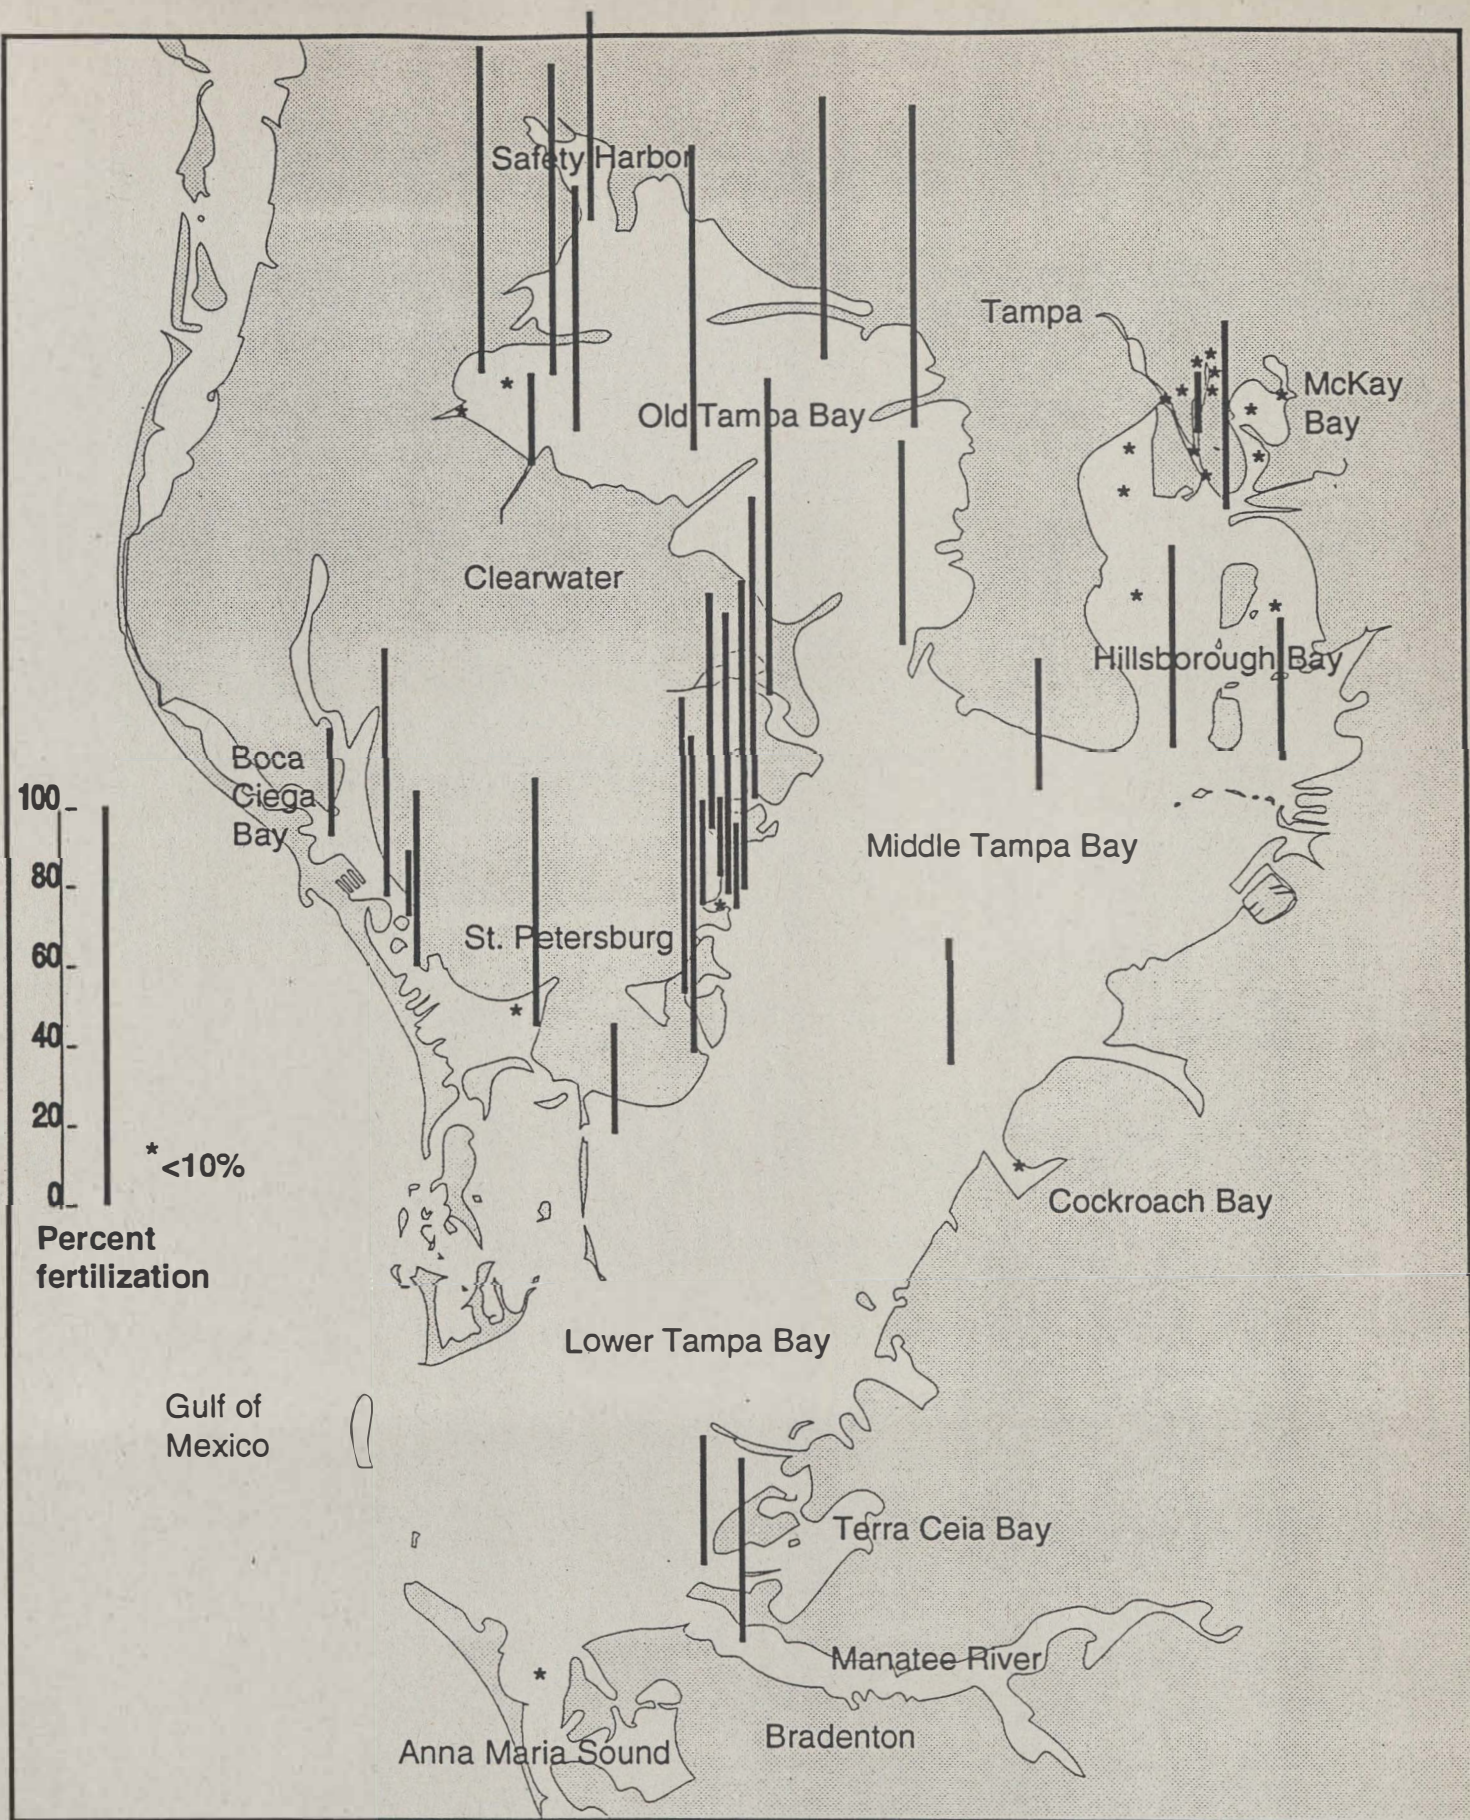 Safety Harbor
Tampa
McKay
Bay
Old Tampa Bay
Clearwater
Hillsborough Bay
Boca
Ciega
Bay
100
80
60
40
20
0
* <10%
Percent
fertilization
Middle Tampa Bay
St. Petersburg
Cockroach Bay
Lower Tampa Bay
Gulf of
Mexico
Terra Ceia Bay
Manatee River
Bradenton
Anna Maria Sound